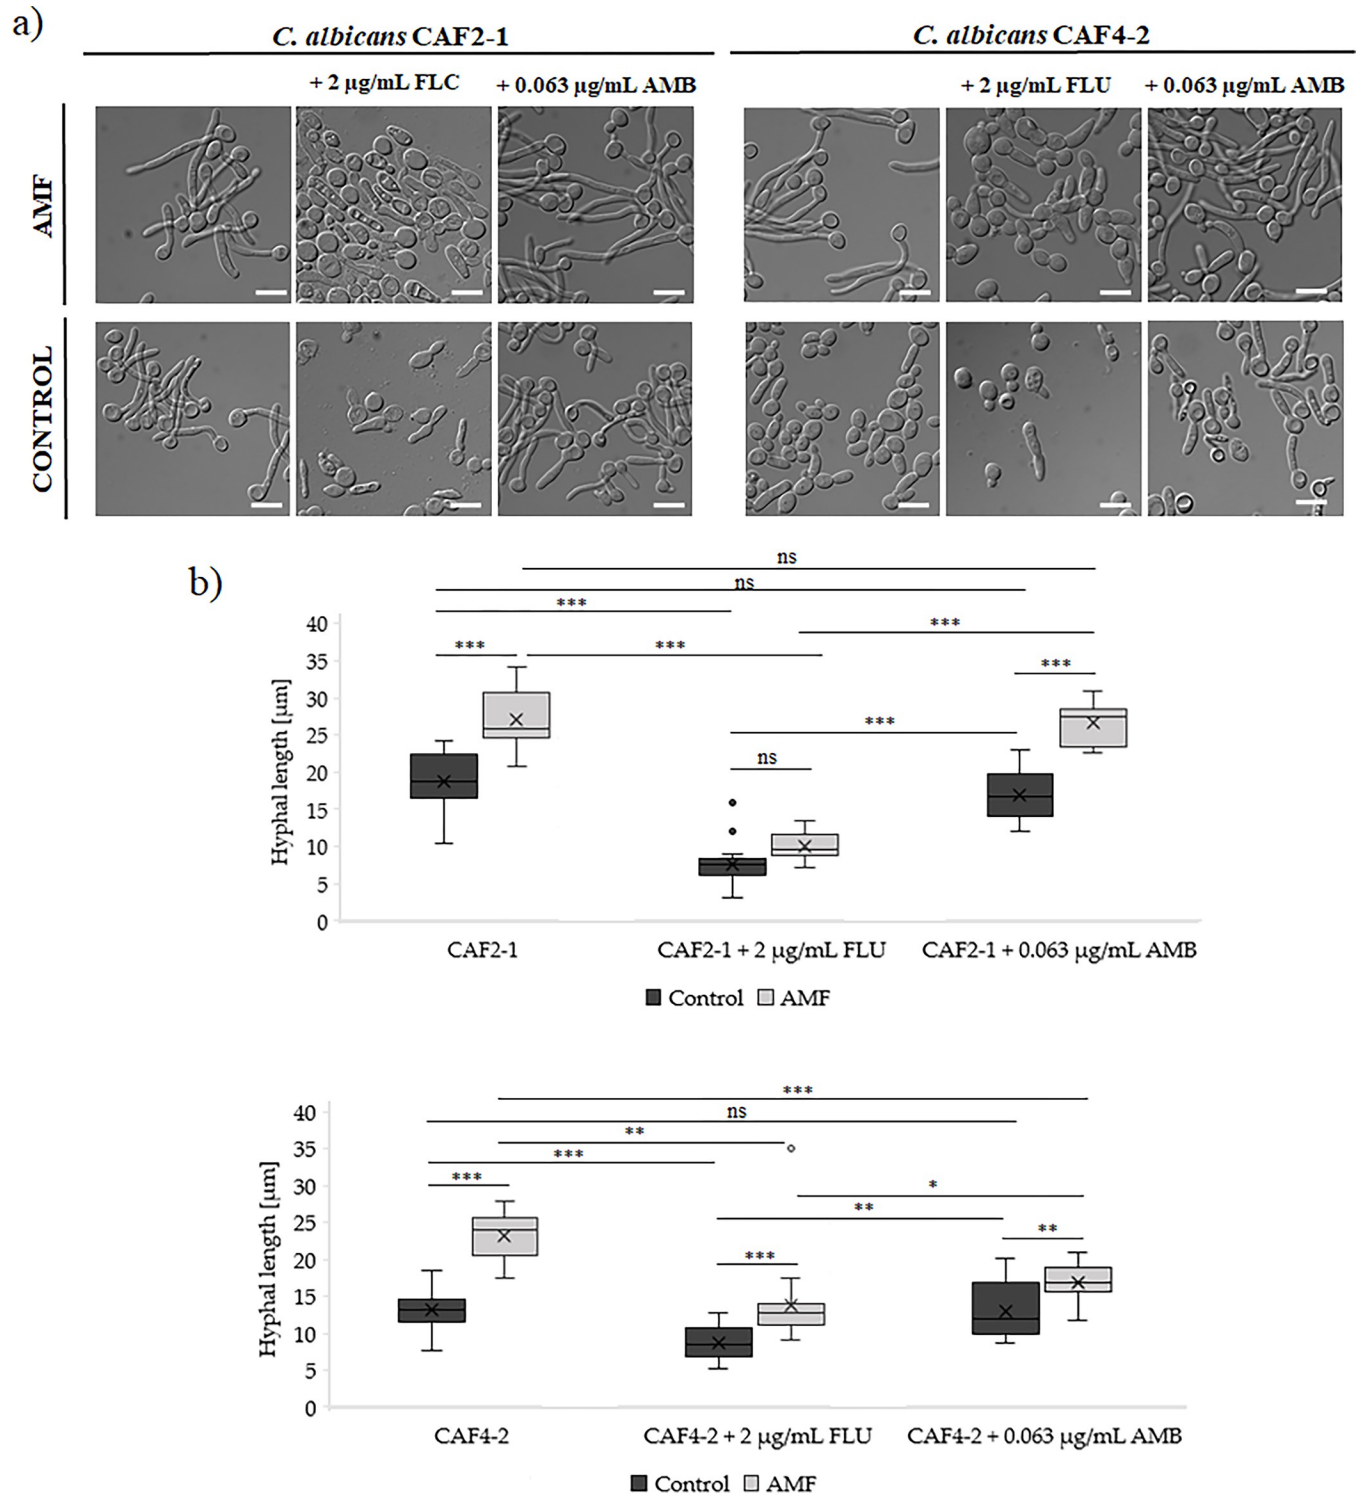 a)
C. albicans CAF2-1
C. albicans CAF4-2
+ 2 µg/mL FLC
+ 0.063 µg/mL AMB
+ 2 µg/mL FLU
+ 0.063 µg/mL AMB
AMF
CONTROL
b)
ns
ns
***
***
***
***
***
***
ns
40
35
30
25
20
15
10
5
0
Hyphal length [µm]
CAF2-1
CAF2-1 + 2 µg/mL FLU
CAF2-1 + 0.063 µg/mL AMB
Control
AMF
***
ns
**
***
***
*
**
**
***
40
35
30
25
20
15
10
5
0
Hyphal length [µm]
CAF4-2
CAF4-2 + 2 µg/mL FLU
CAF4-2 + 0.063 µg/mL AMB
Control
AMF